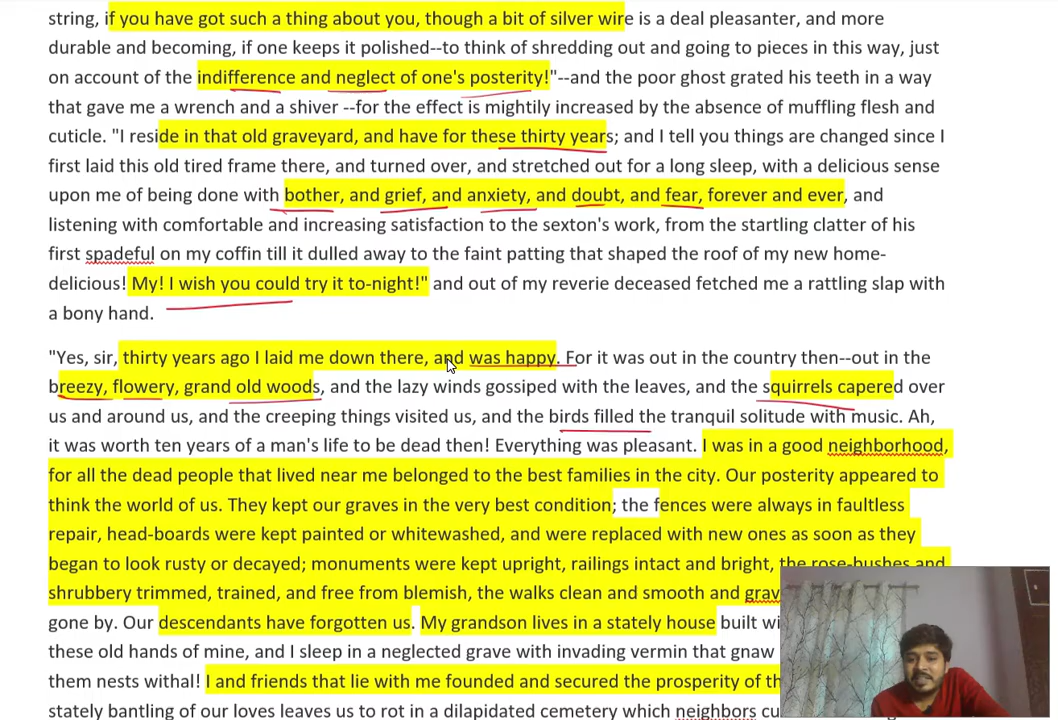 string, if you have got such a thing about you, though a bit of silver wire is a deal pleasanter, and more
durable and becoming, if one keeps it polished--to think of shredding out and going to pieces in this way, just
on account of the indifference and neglect of one's posterity!"--and the poor ghost grated his teeth in a way
that gave me a wrench and a shiver --for the effect is mightily increased by the absence of muffling flesh and
cuticle. "I reside in that old graveyard, and have for these thirty years; and I tell you things are changed since I
first laid this old tired frame there, and turned over, and stretched out for a long sleep, with a delicious sense
upon me of being done with bother, and grief, and anxiety, and doubt, and fear, forever and ever, and
listening with comfortable and increasing satisfaction to the sexton's work, from the startling clatter of his
first spadeful on my coffin till it dulled away to the faint patting that shaped the roof of my new home-
delicious! My! I wish you could try it to-night!" and out of my reverie deceased fetched me a rattling slap with
a bony hand.
"Yes, sir, thirty years ago I laid me down there, and was happy. For it was out in the country then--out in the
breezy, flowery, grand old woods, and the lazy winds gossiped with the leaves, and the squirrels capered over
us and around us, and the creeping things visited us, and the birds filled the tranquil solitude with music. Ah,
it was worth ten years of a man's life to be dead then! Everything was pleasant. I was in a good neighborhood,
for all the dead people that lived near me belonged to the best families in the city. Our posterity appeared to
think the world of us. They kept our graves in the very best condition; the fences were always in faultless
repair, head-boards were kept painted or whitewashed, and were replaced with new ones as soon as they
began to look rusty or decayed; monuments were kept upright, railings intact and bright, the rose-bushes and
shrubbery trimmed, trained, and free from blemish, the walks clean and smooth and
gone by. Our descendants have forgotten us. My grandson lives in a stately house built
these old hands of mine, and I sleep in a neglected grave with invading vermin that gnaw
them nests withal! I and friends that lie with me founded and secured the prosperity of
stately bantling of our loves leaves us to rot in a dilapidated cemetery which neighbors